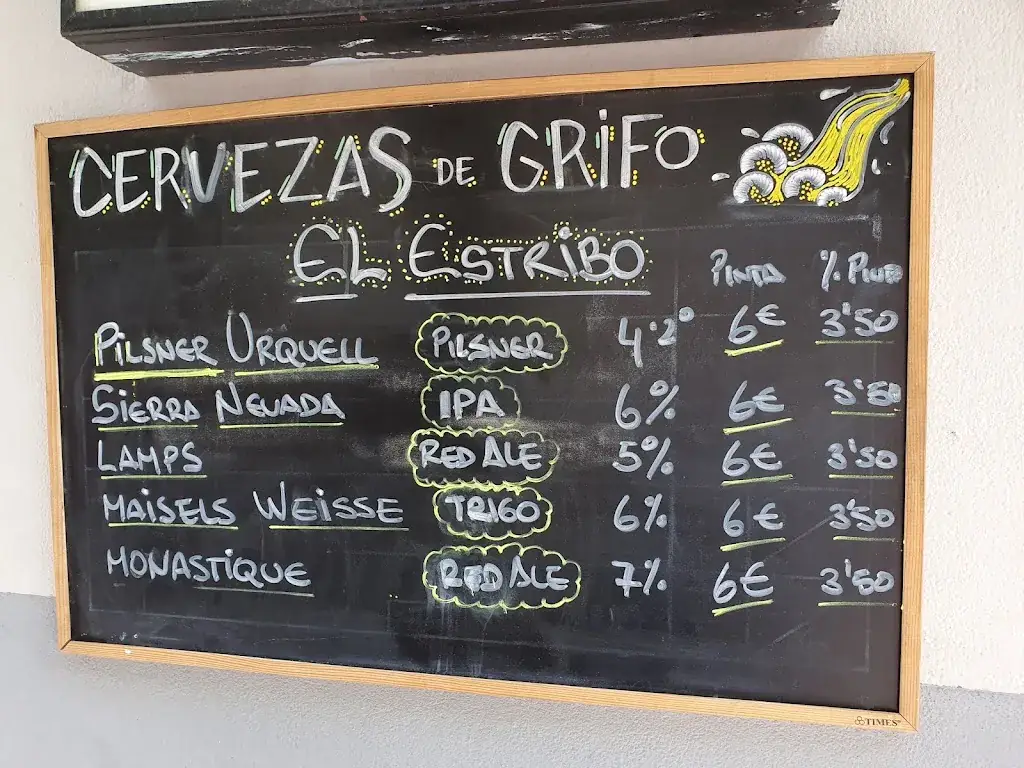 CERVEZAS DE GRIFO
EL ESTRIBO
PINTA
PILSNER URQUELL PILSNER 4'2° 6€ 3'50
SIERRA NEVADA IPA 6% 6€ 3'50
LAMPS RED ALE 5% 6€ 3'50
MAISELS WEISSE TRIGO 6% 6€ 3'50
MONASTIQUE RED ALE 7% 6€ 3'50
TIMES